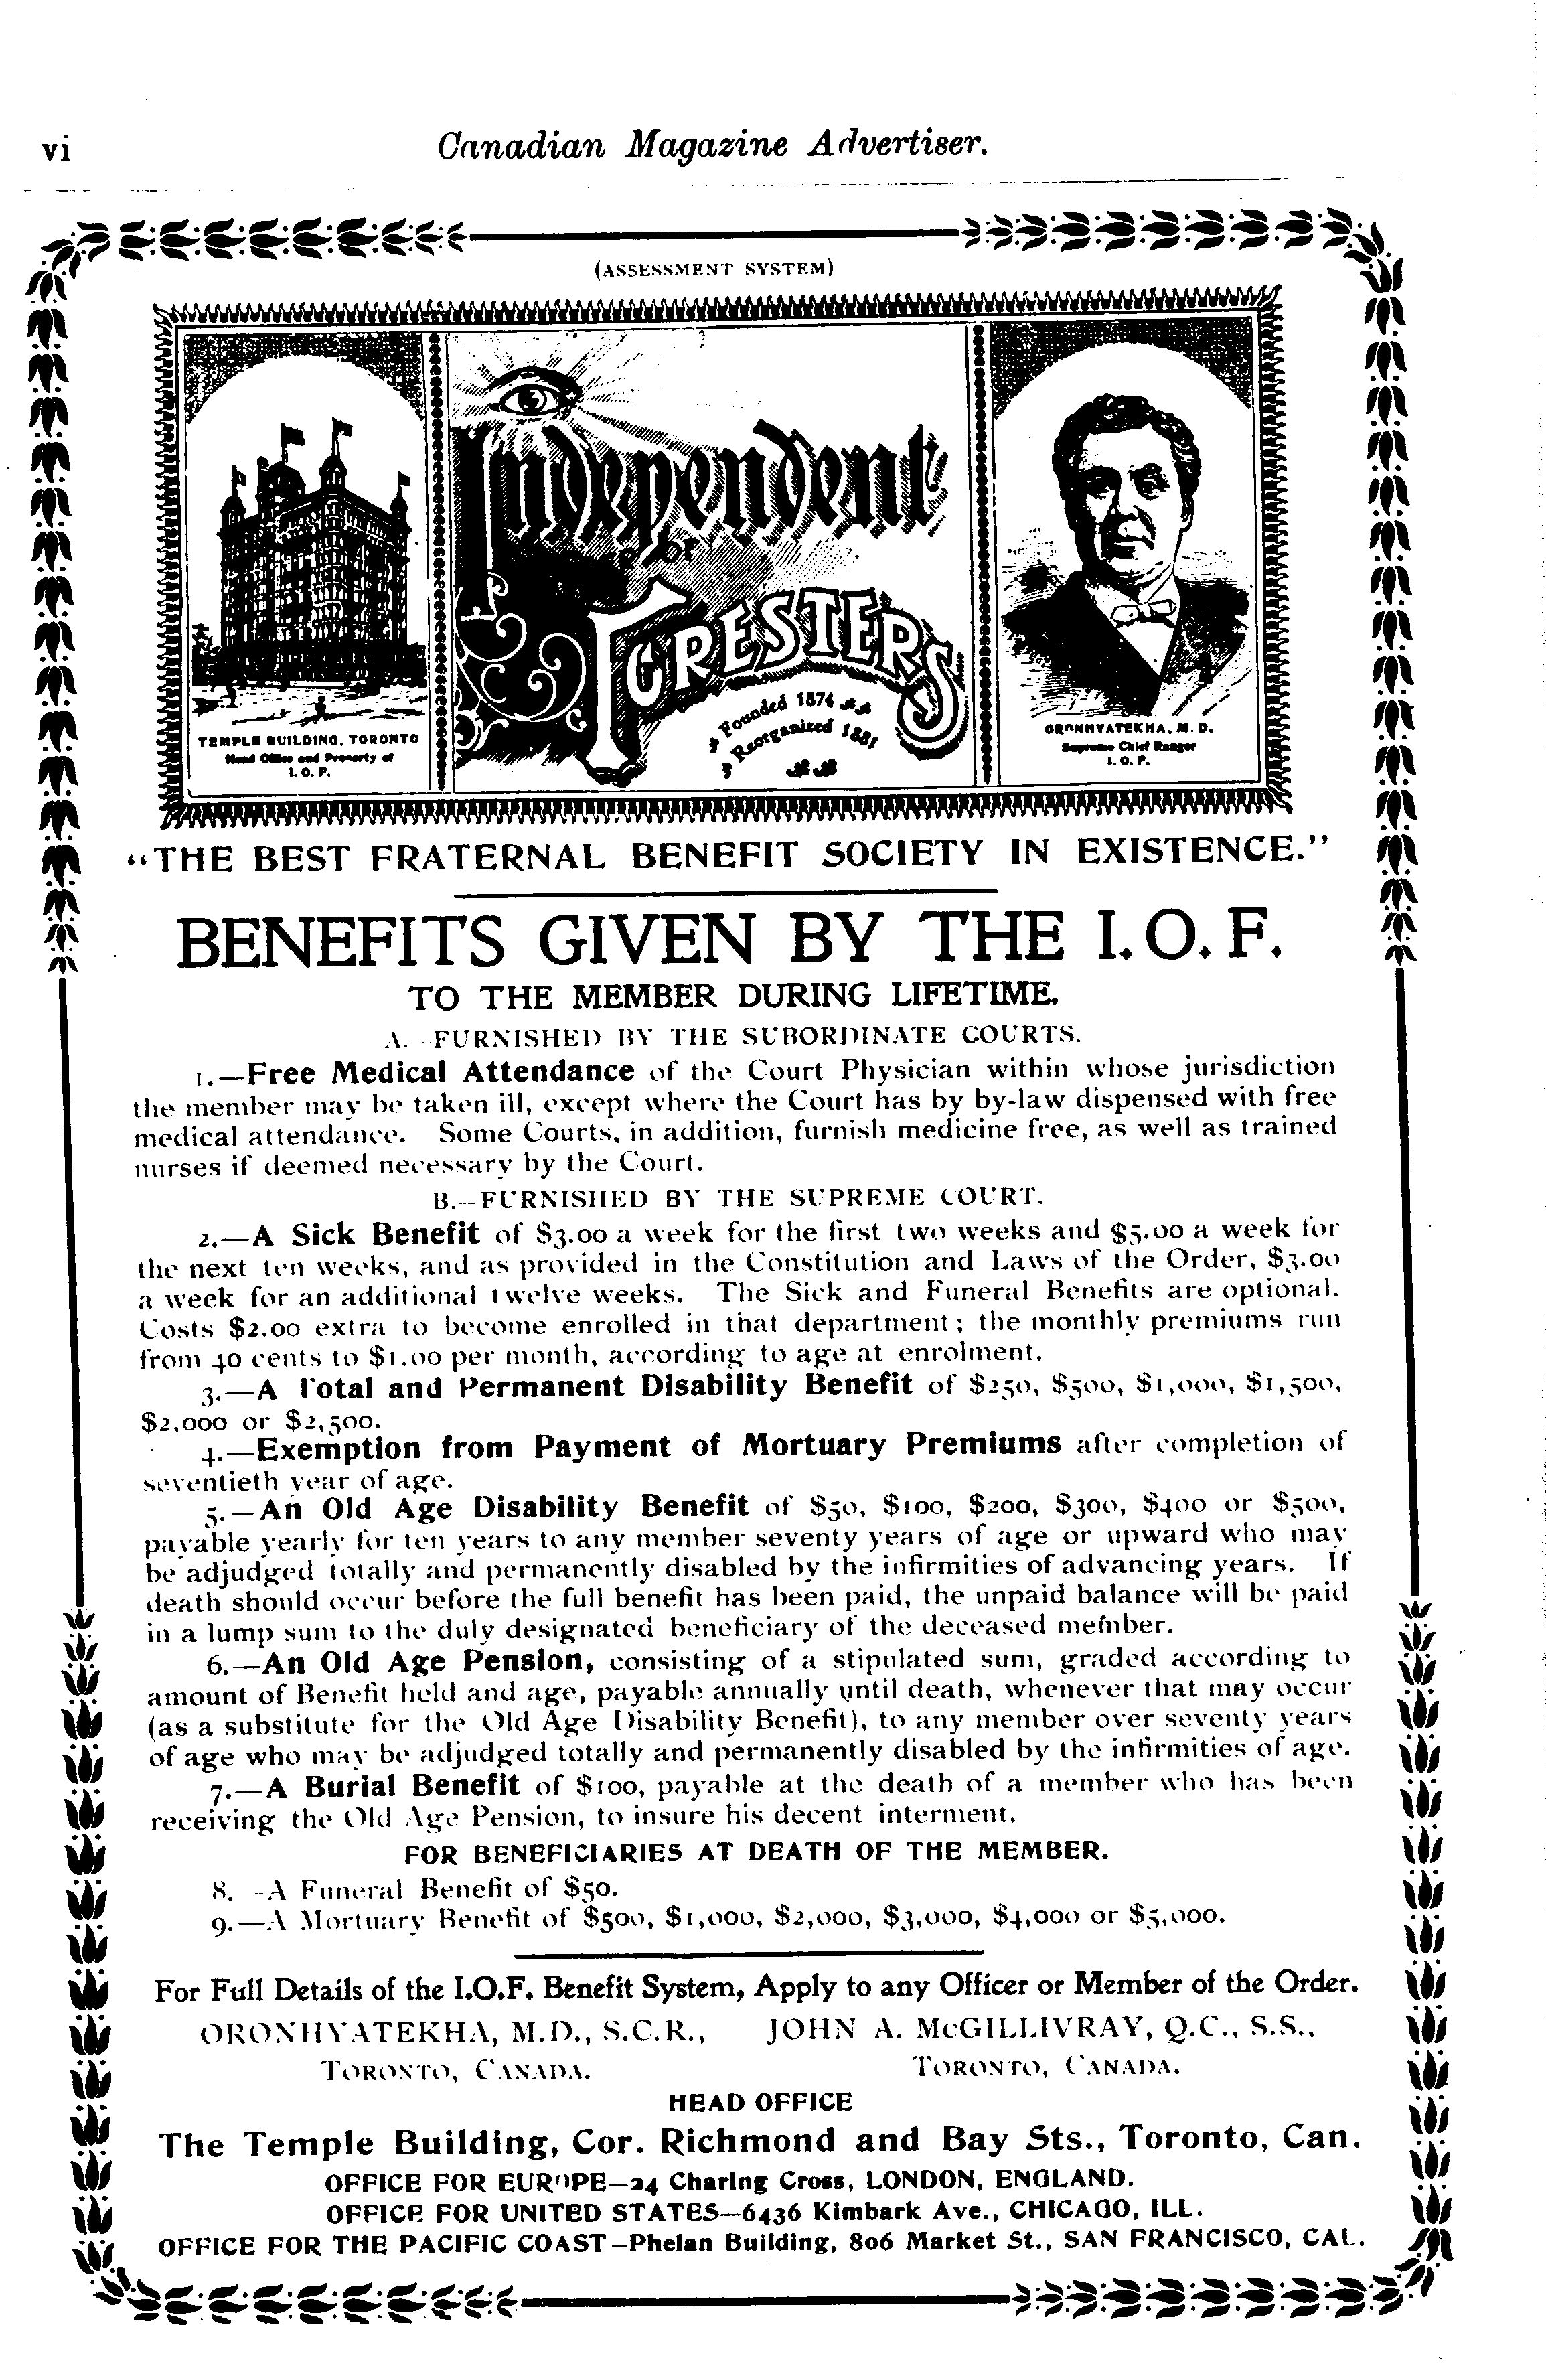 vi
Canadian Magazine Advertiser.
(ASSESSMENT SYSTEM)
Independent
Order of
FORESTERS
Founded 1874
Reorganized 1881
TEMPLE BUILDING, TORONTO
Head Office and Property of
I. O. F.
ORONHYATEKHA, M. D.
Supreme Chief Ranger
I. O. F.
"THE BEST FRATERNAL BENEFIT SOCIETY IN EXISTENCE."
BENEFITS GIVEN BY THE I. O. F.
TO THE MEMBER DURING LIFETIME.
A.—FURNISHED BY THE SUBORDINATE COURTS.
1.—Free Medical Attendance of the Court Physician within whose jurisdiction
the member may be taken ill, except where the Court has by by-law dispensed with free
medical attendance. Some Courts, in addition, furnish medicine free, as well as trained
nurses if deemed necessary by the Court.
B.—FURNISHED BY THE SUPREME COURT.
2.—A Sick Benefit of $3.00 a week for the first two weeks and $5.00 a week for
the next ten weeks, and as provided in the Constitution and Laws of the Order, $3.00
a week for an additional twelve weeks. The Sick and Funeral Benefits are optional.
Costs $2.00 extra to become enrolled in that department; the monthly premiums run
from 40 cents to $1.00 per month, according to age at enrolment.
3.—A Total and Permanent Disability Benefit of $250, $500, $1,000, $1,500,
$2,000 or $2,500.
4.—Exemption from Payment of Mortuary Premiums after completion of
seventieth year of age.
5.—An Old Age Disability Benefit of $50, $100, $200, $300, $400 or $500,
payable yearly for ten years to any member seventy years of age or upward who may
be adjudged totally and permanently disabled by the infirmities of advancing years. If
death should occur before the full benefit has been paid, the unpaid balance will be paid
in a lump sum to the duly designated beneficiary of the deceased member.
6.—An Old Age Pension, consisting of a stipulated sum, graded according to
amount of Benefit held and age, payable annually until death, whenever that may occur
(as a substitute for the Old Age Disability Benefit), to any member over seventy years
of age who may be adjudged totally and permanently disabled by the infirmities of age.
7.—A Burial Benefit of $100, payable at the death of a member who has been
receiving the Old Age Pension, to insure his decent interment.
FOR BENEFICIARIES AT DEATH OF THE MEMBER.
8.—A Funeral Benefit of $50.
9.—A Mortuary Benefit of $500, $1,000, $2,000, $3,000, $4,000 or $5,000.
For Full Details of the I.O.F. Benefit System, Apply to any Officer or Member of the Order.
ORONHYATEKHA, M.D., S.C.R., JOHN A. McGILLIVRAY, Q.C., S.S.,
TORONTO, CANADA. TORONTO, CANADA.
HEAD OFFICE
The Temple Building, Cor. Richmond and Bay Sts., Toronto, Can.
OFFICE FOR EUROPE—24 Charing Cross, LONDON, ENGLAND.
OFFICE FOR UNITED STATES—6436 Kimbark Ave., CHICAGO, ILL.
OFFICE FOR THE PACIFIC COAST—Phelan Building, 806 Market St., SAN FRANCISCO, CAL.